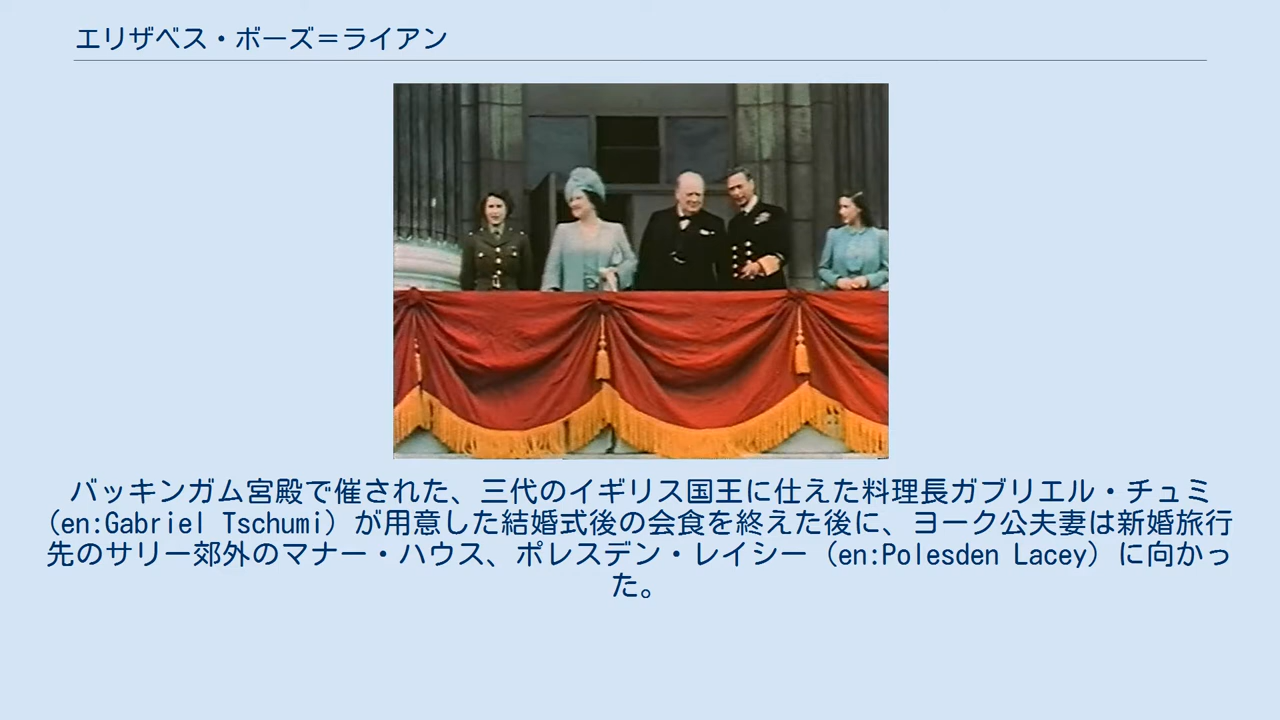 エリザベス・ボーズ＝ライアン
バッキンガム宮殿で催された、三代のイギリス国王に仕えた料理長ガブリエル・チュミ
（en:Gabriel Tschumi）が用意した結婚式後の会食を終えた後に、ヨーク公夫妻は新婚旅行
先のサリー郊外のマナー・ハウス、ポレスデン・レイシー（en:Polesden Lacey）に向かっ
た。